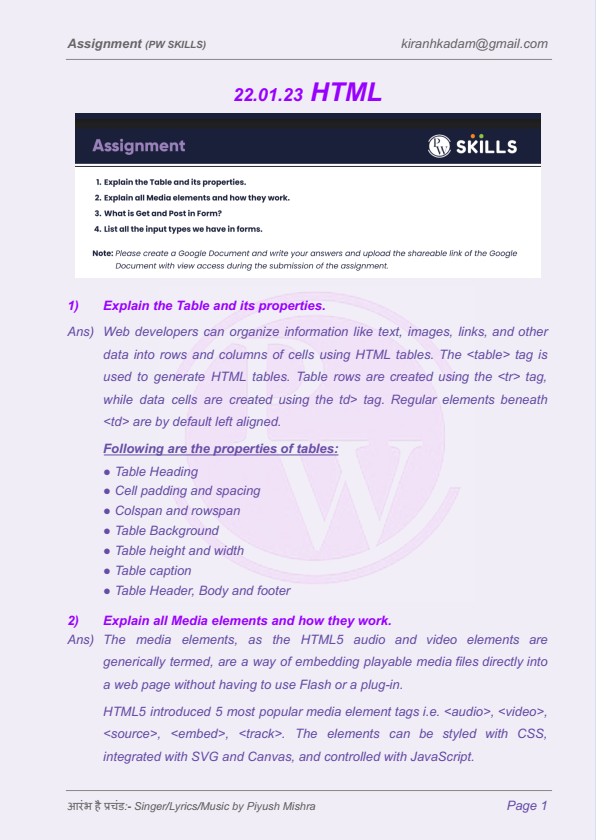 Assignment (PW SKILLS) kiranhkadam@gmail.com
22.01.23 HTML
Assignment PW SKILLS
1. Explain the Table and its properties.
2. Explain all Media elements and how they work.
3. What is Get and Post in Form?
4. List all the input types we have in forms.
Note: Please create a Google Document and write your answers and upload the shareable link of the Google
Document with view access during the submission of the assignment.
1) Explain the Table and its properties.
Ans) Web developers can organize information like text, images, links, and other
data into rows and columns of cells using HTML tables. The <table> tag is
used to generate HTML tables. Table rows are created using the <tr> tag,
while data cells are created using the td> tag. Regular elements beneath
<td> are by default left aligned.
Following are the properties of tables:
● Table Heading
● Cell padding and spacing
● Colspan and rowspan
● Table Background
● Table height and width
● Table caption
● Table Header, Body and footer
2) Explain all Media elements and how they work.
Ans) The media elements, as the HTML5 audio and video elements are
generically termed, are a way of embedding playable media files directly into
a web page without having to use Flash or a plug-in.
HTML5 introduced 5 most popular media element tags i.e. <audio>, <video>,
<source>, <embed>, <track>. The elements can be styled with CSS,
integrated with SVG and Canvas, and controlled with JavaScript.
आरंभ है प्रचंड:- Singer/Lyrics/Music by Piyush Mishra Page 1